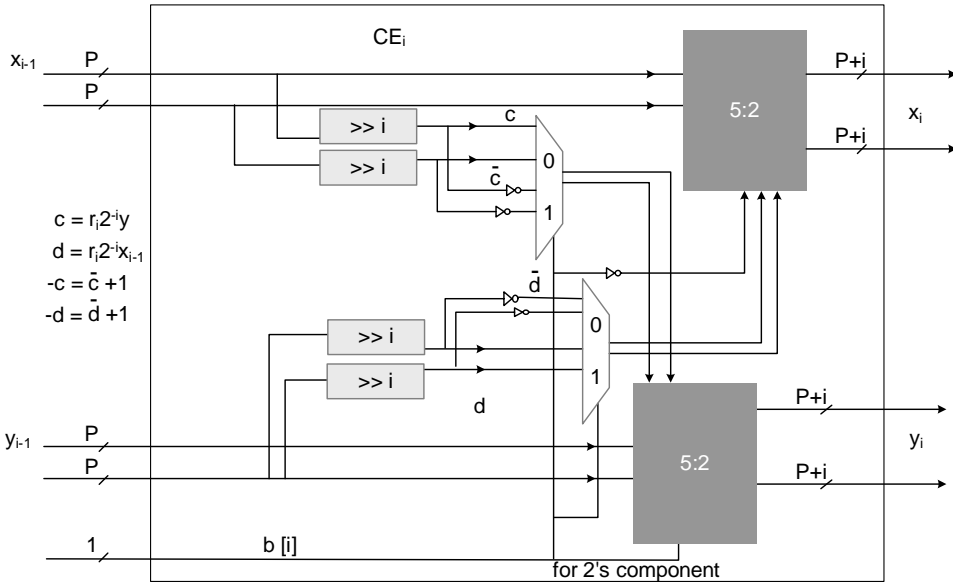 CEᵢ
xᵢ₋₁
P
P
>> i
>> i
c
c̄
0
1
5:2
P+i
P+i
xᵢ
c = rᵢ2⁻ⁱy
d = rᵢ2⁻ⁱxᵢ₋₁
-c = c̄ +1
-d = d̄ +1
d̄
0
1
>> i
>> i
d
yᵢ₋₁
P
P
5:2
P+i
P+i
yᵢ
1
b [i]
for 2's component